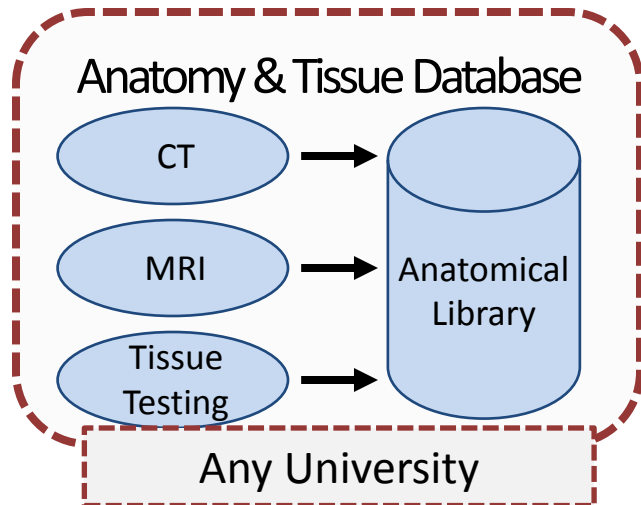 Anatomy & Tissue Database
CT
MRI
Anatomical
Library
Tissue
Testing
Any University